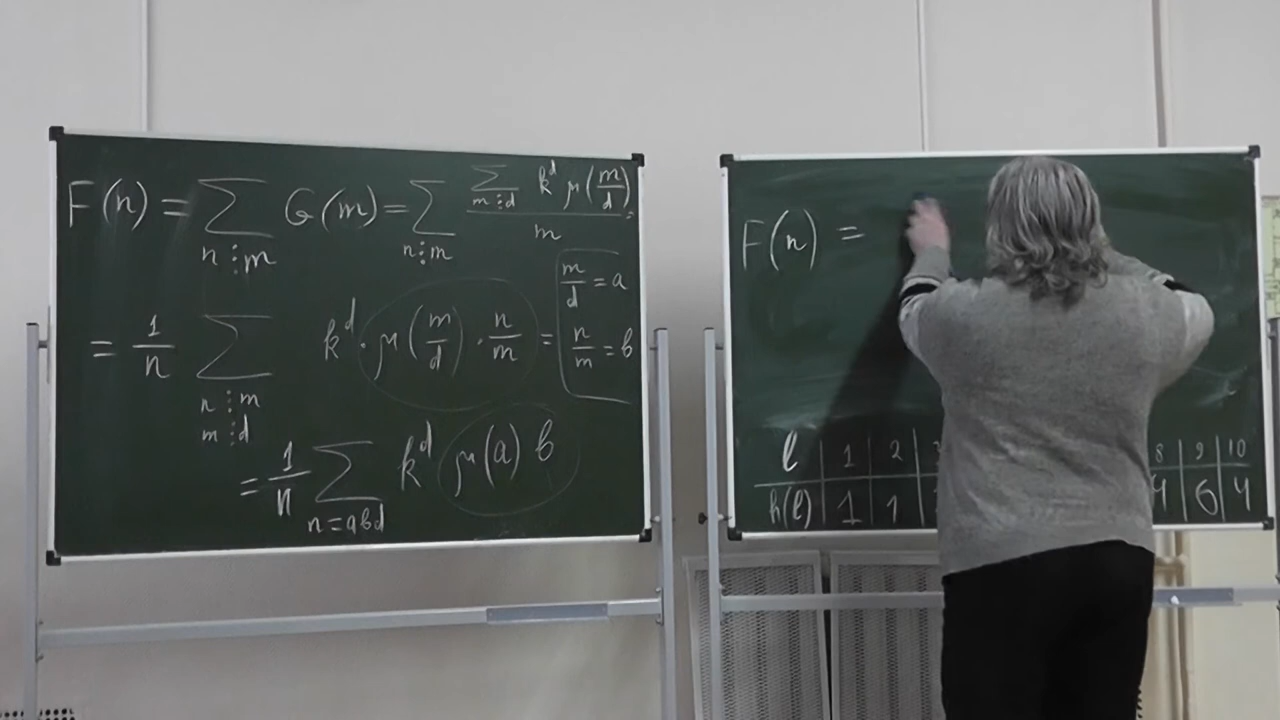 F(n) = ∑_{n⋮m} G(m) = ∑_{n⋮m} (∑_{m⋮d} k^d μ(m/d)) / m =
= 1/n ∑_{n⋮m, m⋮d} k^d · μ(m/d) · n/m = | m/d = a, n/m = b
= 1/n ∑_{n=abd} k^d μ(a) b
F(n) =
l | 1 | 2 | 8 | 9 | 10
h(l) | 1 | 1 | 4 | 6 | 4